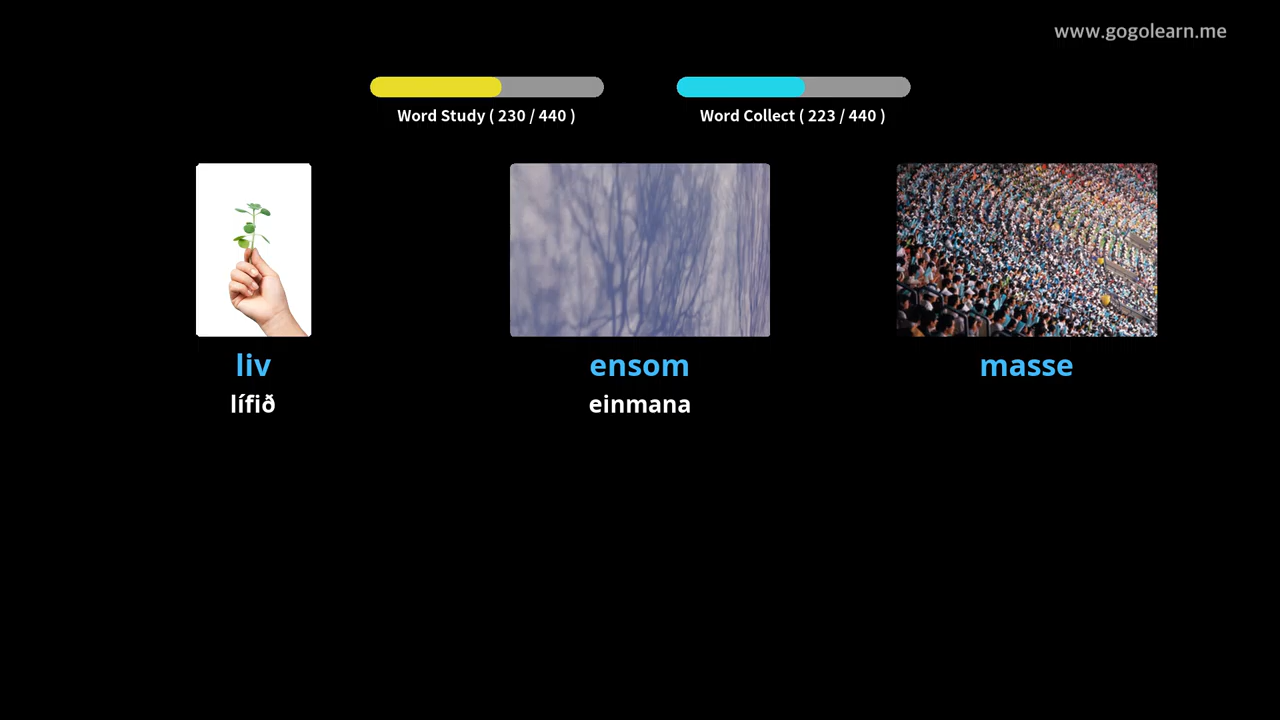 www.gogolearn.me
Word Study ( 230 / 440 )
Word Collect ( 223 / 440 )
liv
lífið
ensom
einmana
masse